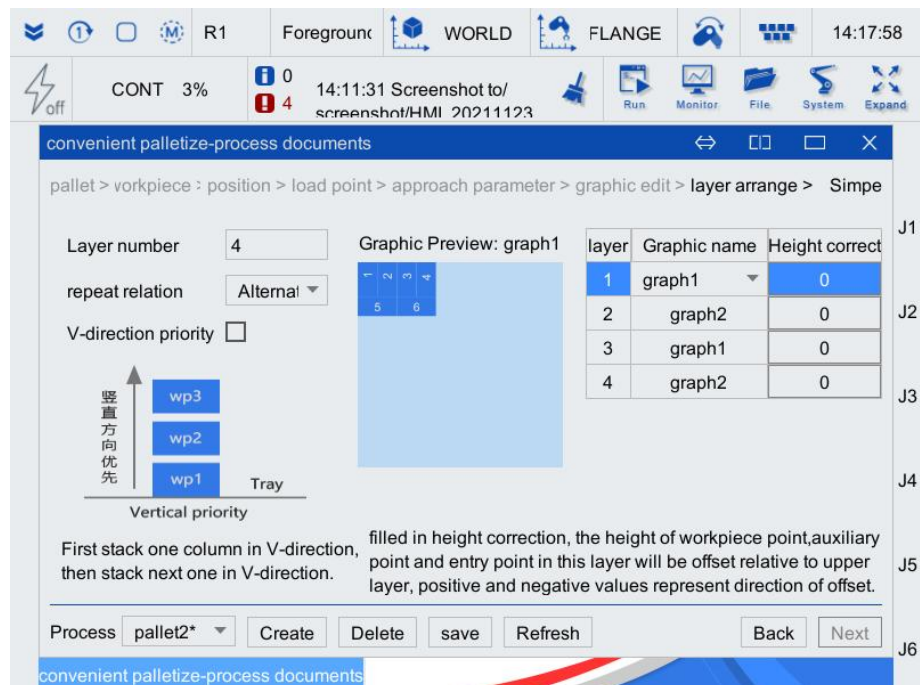 R1 Foreground WORLD FLANGE 14:17:58
off CONT 3% 0 14:11:31 Screenshot to/ Run Monitor File System Expand
4 screenshot/HMI_20211123
convenient palletize-process documents
pallet > vorkpiece : position > load point > approach parameter > graphic edit > layer arrange > Simpe
J1
Layer number 4 Graphic Preview: graph1 layer Graphic name Height correct
1 2 3 4
5 6
1 graph1 0
repeat relation Alternat
2 graph2 0 J2
V-direction priority
3 graph1 0
4 graph2 0
J3
竖直方向优先
wp3
wp2
wp1 Tray
J4
Vertical priority
First stack one column in V-direction,
then stack next one in V-direction.
filled in height correction, the height of workpiece point,auxiliary
point and entry point in this layer will be offset relative to upper
layer, positive and negative values represent direction of offset.
J5
Process pallet2* Create Delete save Refresh Back Next
J6
convenient palletize-process documents